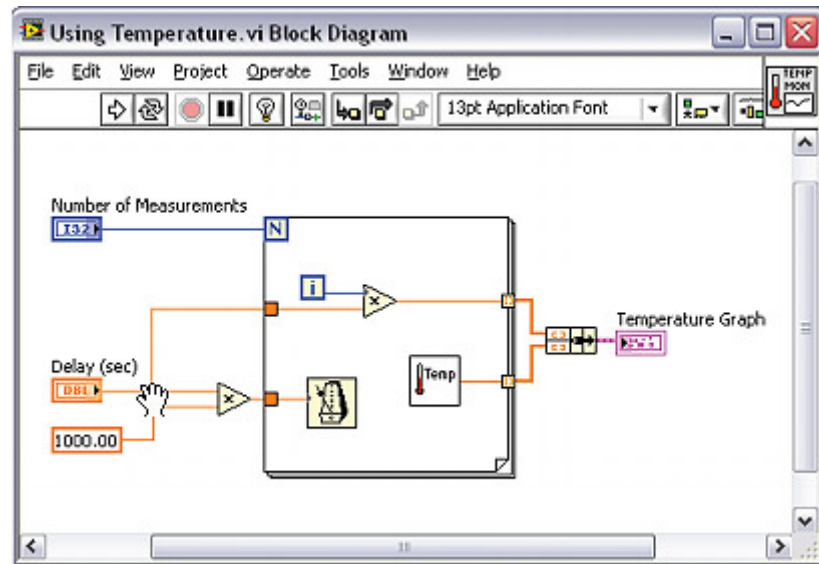 Using Temperature.vi Block Diagram
File Edit View Project Operate Tools Window Help
TEMP
MON
13pt Application Font
Number of Measurements
I32
N
i
x
Temperature Graph
Delay (sec)
DBL
x
Temp
1000.00